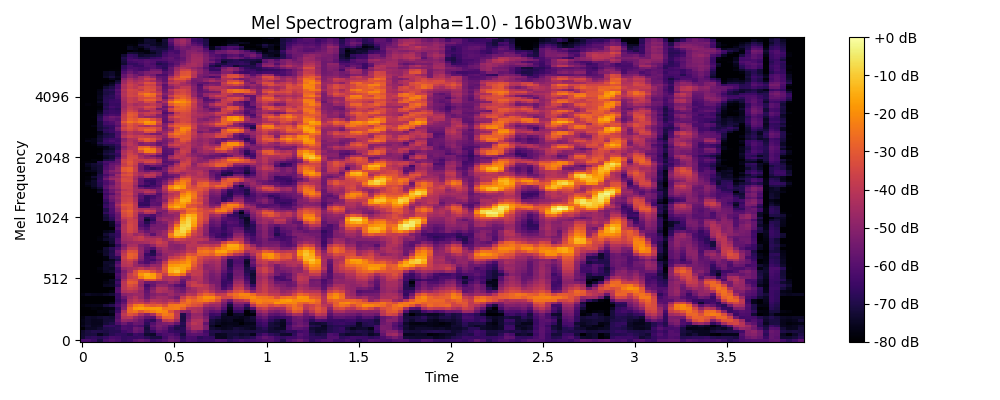 Mel Spectrogram (alpha=1.0) - 16b03Wb.wav
+0 dB
-10 dB
-20 dB
-30 dB
-40 dB
-50 dB
-60 dB
-70 dB
-80 dB
Mel Frequency
4096
2048
1024
512
0
0 0.5 1 1.5 2 2.5 3 3.5
Time